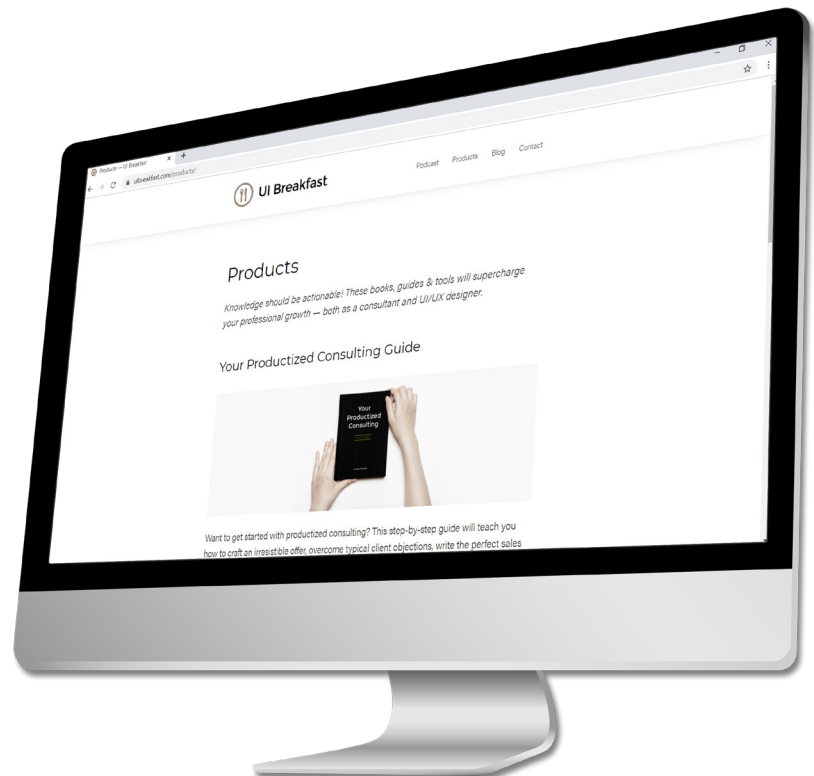 Products — UI Breakfast
uibreakfast.com/products/
UI Breakfast
Podcast Products Blog Contact
Products
Knowledge should be actionable! These books, guides & tools will supercharge
your professional growth — both as a consultant and UI/UX designer.
Your Productized Consulting Guide
Your
Productized
Consulting
Want to get started with productized consulting? This step-by-step guide will teach you
how to craft an irresistible offer, overcome typical client objections, write the perfect sales